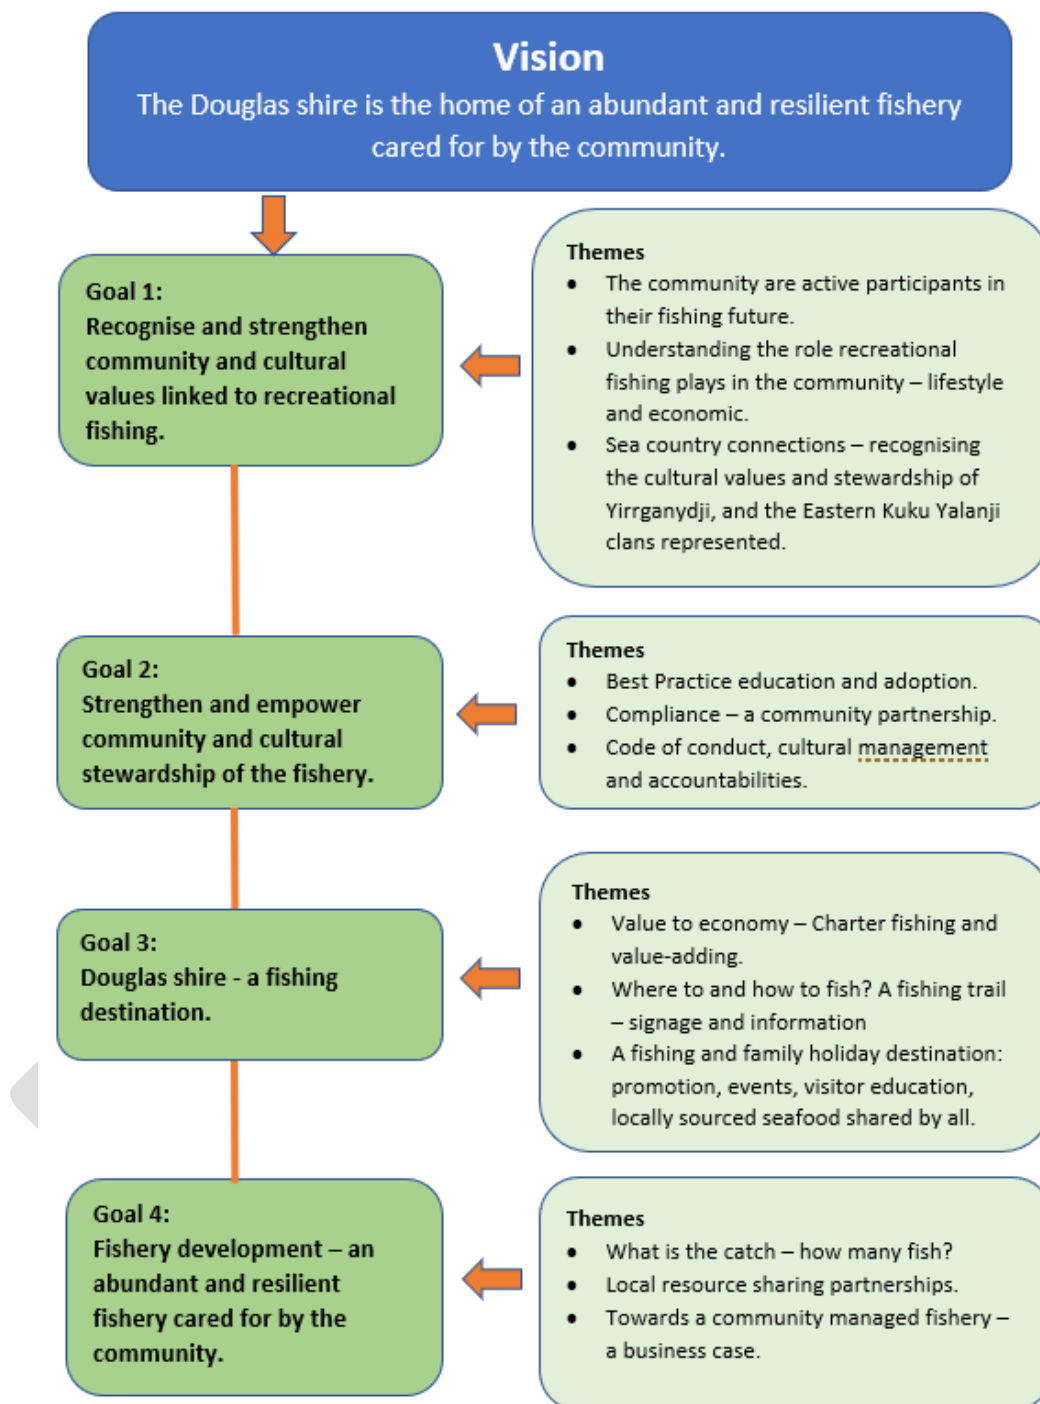 Vision
The Douglas shire is the home of an abundant and resilient fishery
cared for by the community.
Goal 1:
Recognise and strengthen
community and cultural
values linked to recreational
fishing.
Themes
• The community are active participants in
their fishing future.
• Understanding the role recreational
fishing plays in the community – lifestyle
and economic.
• Sea country connections – recognising
the cultural values and stewardship of
Yirrganydji, and the Eastern Kuku Yalanji
clans represented.
Goal 2:
Strengthen and empower
community and cultural
stewardship of the fishery.
Themes
• Best Practice education and adoption.
• Compliance – a community partnership.
• Code of conduct, cultural management
and accountabilities.
Goal 3:
Douglas shire - a fishing
destination.
Themes
• Value to economy – Charter fishing and
value-adding.
• Where to and how to fish? A fishing trail
– signage and information
• A fishing and family holiday destination:
promotion, events, visitor education,
locally sourced seafood shared by all.
Goal 4:
Fishery development – an
abundant and resilient
fishery cared for by the
community.
Themes
• What is the catch – how many fish?
• Local resource sharing partnerships.
• Towards a community managed fishery –
a business case.